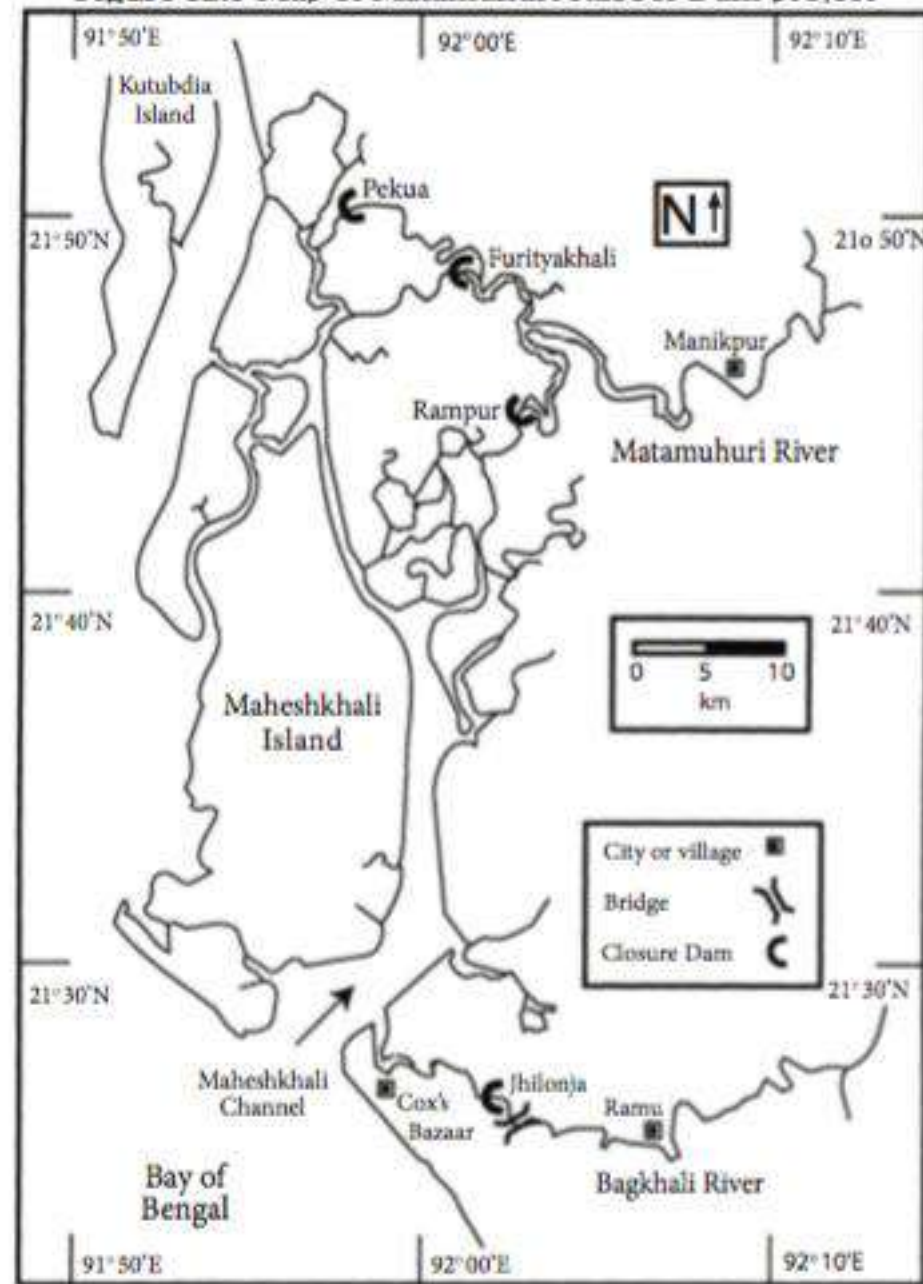 91°50'E
92°00'E
92°10'E
Kutubdia
Island
Pekua
N
21°50'N
21o 50'N
Furityakhali
Manikpur
Rampur
Matamuhuri River
21°40'N
21°40'N
0 5 10
km
Maheshkhali
Island
City or village
Bridge
Closure Dam
21°30'N
21°30'N
Maheshkhali
Channel
Cox's
Bazaar
Jhilonja
Ramu
Bagkhali River
Bay of
Bengal
91°50'E
92°00'E
92°10'E